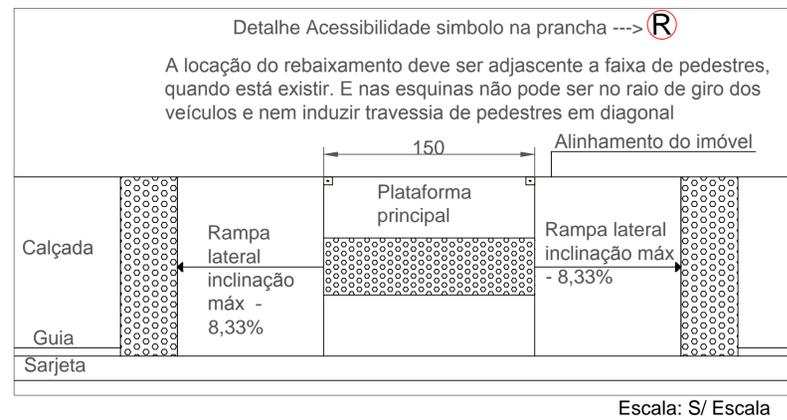 Detalhe Acessibilidade simbolo na prancha ---> R
A locação do rebaixamento deve ser adjascente a faixa de pedestres,
quando está existir. E nas esquinas não pode ser no raio de giro dos
veículos e nem induzir travessia de pedestres em diagonal
150
Alinhamento do imóvel
Plataforma
principal
Calçada
Rampa
lateral
inclinação
máx -
8,33%
Rampa lateral
inclinação máx
- 8,33%
Guia
Sarjeta
Escala: S/ Escala